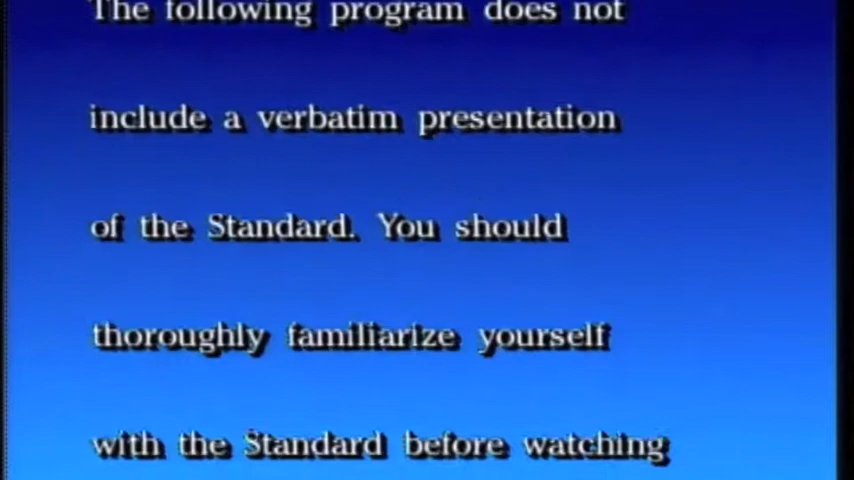 The following program does not
include a verbatim presentation
of the Standard. You should
thoroughly familiarize yourself
with the Standard before watching